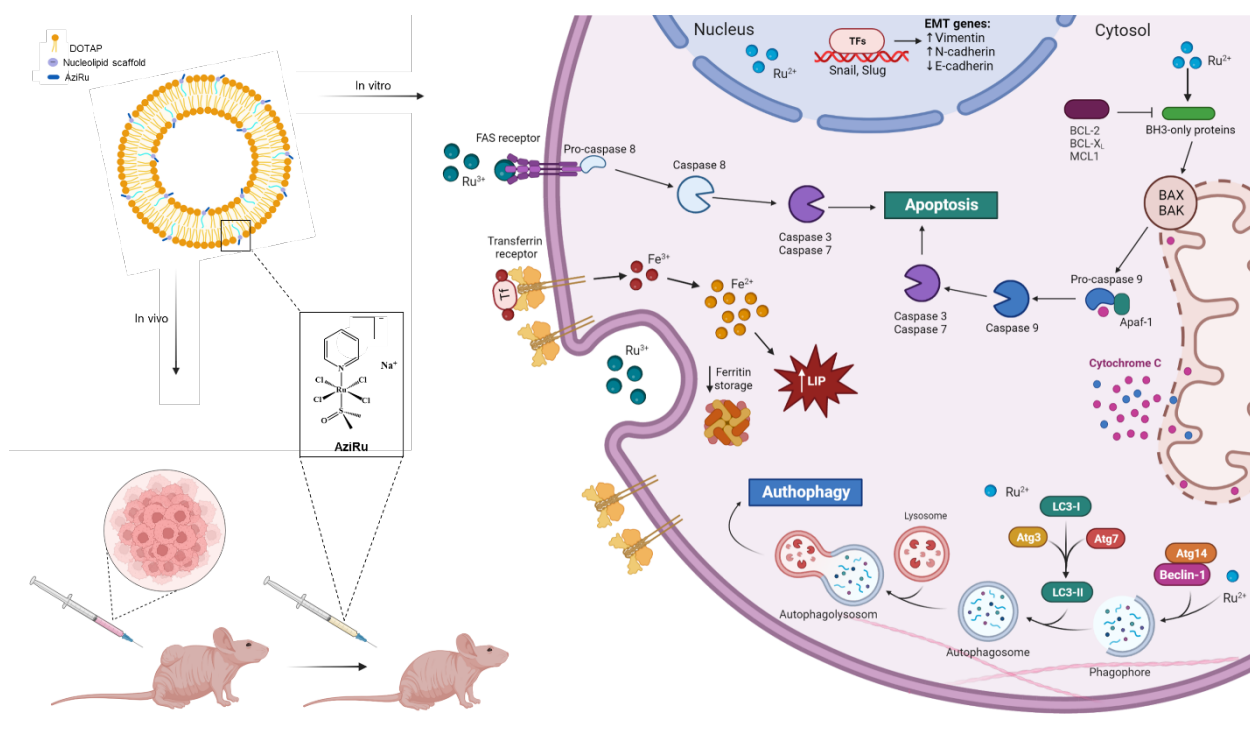 DOTAP
Nucleolipid scaffold
AziRu
In vitro
In vivo
N
Cl
Cl
Ru
Cl
Cl
S
O
–
Na⁺
AziRu
Nucleus
Ru²⁺
TFs
Snail, Slug
EMT genes:
↑Vimentin
↑N-cadherin
↓E-cadherin
Cytosol
Ru²⁺
BCL-2
BCL-X_L
MCL1
BH3-only proteins
BAX
BAK
FAS receptor
Ru³⁺
Pro-caspase 8
Caspase 8
Caspase 3
Caspase 7
Apoptosis
Pro-caspase 9
Apaf-1
Caspase 9
Caspase 3
Caspase 7
Cytochrome C
Transferrin
receptor
Tf
Fe³⁺
Fe²⁺
Ru³⁺
Ferritin
storage
↑LIP
Authophagy
Autophagolysosom
Lysosome
Ru²⁺
LC3-I
Atg3
Atg7
LC3-II
Atg14
Beclin-1
Ru²⁺
Autophagosome
Phagophore